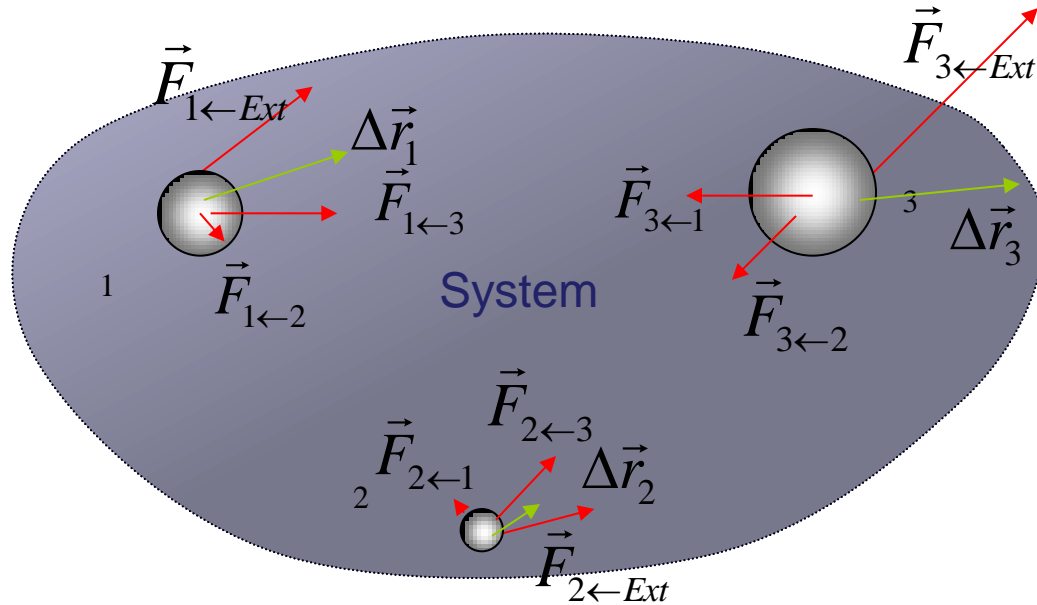 F⃗₁←Ext
Δr⃗₁
F⃗₁←₃
F⃗₁←₂
1
System
F⃗₃←Ext
F⃗₃←₁
3
Δr⃗₃
F⃗₃←₂
F⃗₂←₃
F⃗₂←₁
2
Δr⃗₂
F⃗₂←Ext